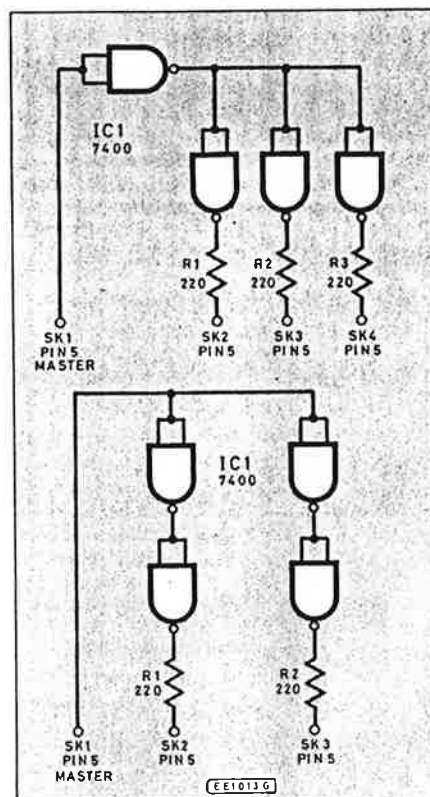 IC1
7400
R1
220
R2
220
R3
220
SK1
PIN 5
MASTER
SK2
PIN 5
SK3
PIN 5
SK4
PIN 5
IC1
7400
R1
220
R2
220
SK1
PIN 5
MASTER
SK2
PIN 5
SK3
PIN 5
EE1013G